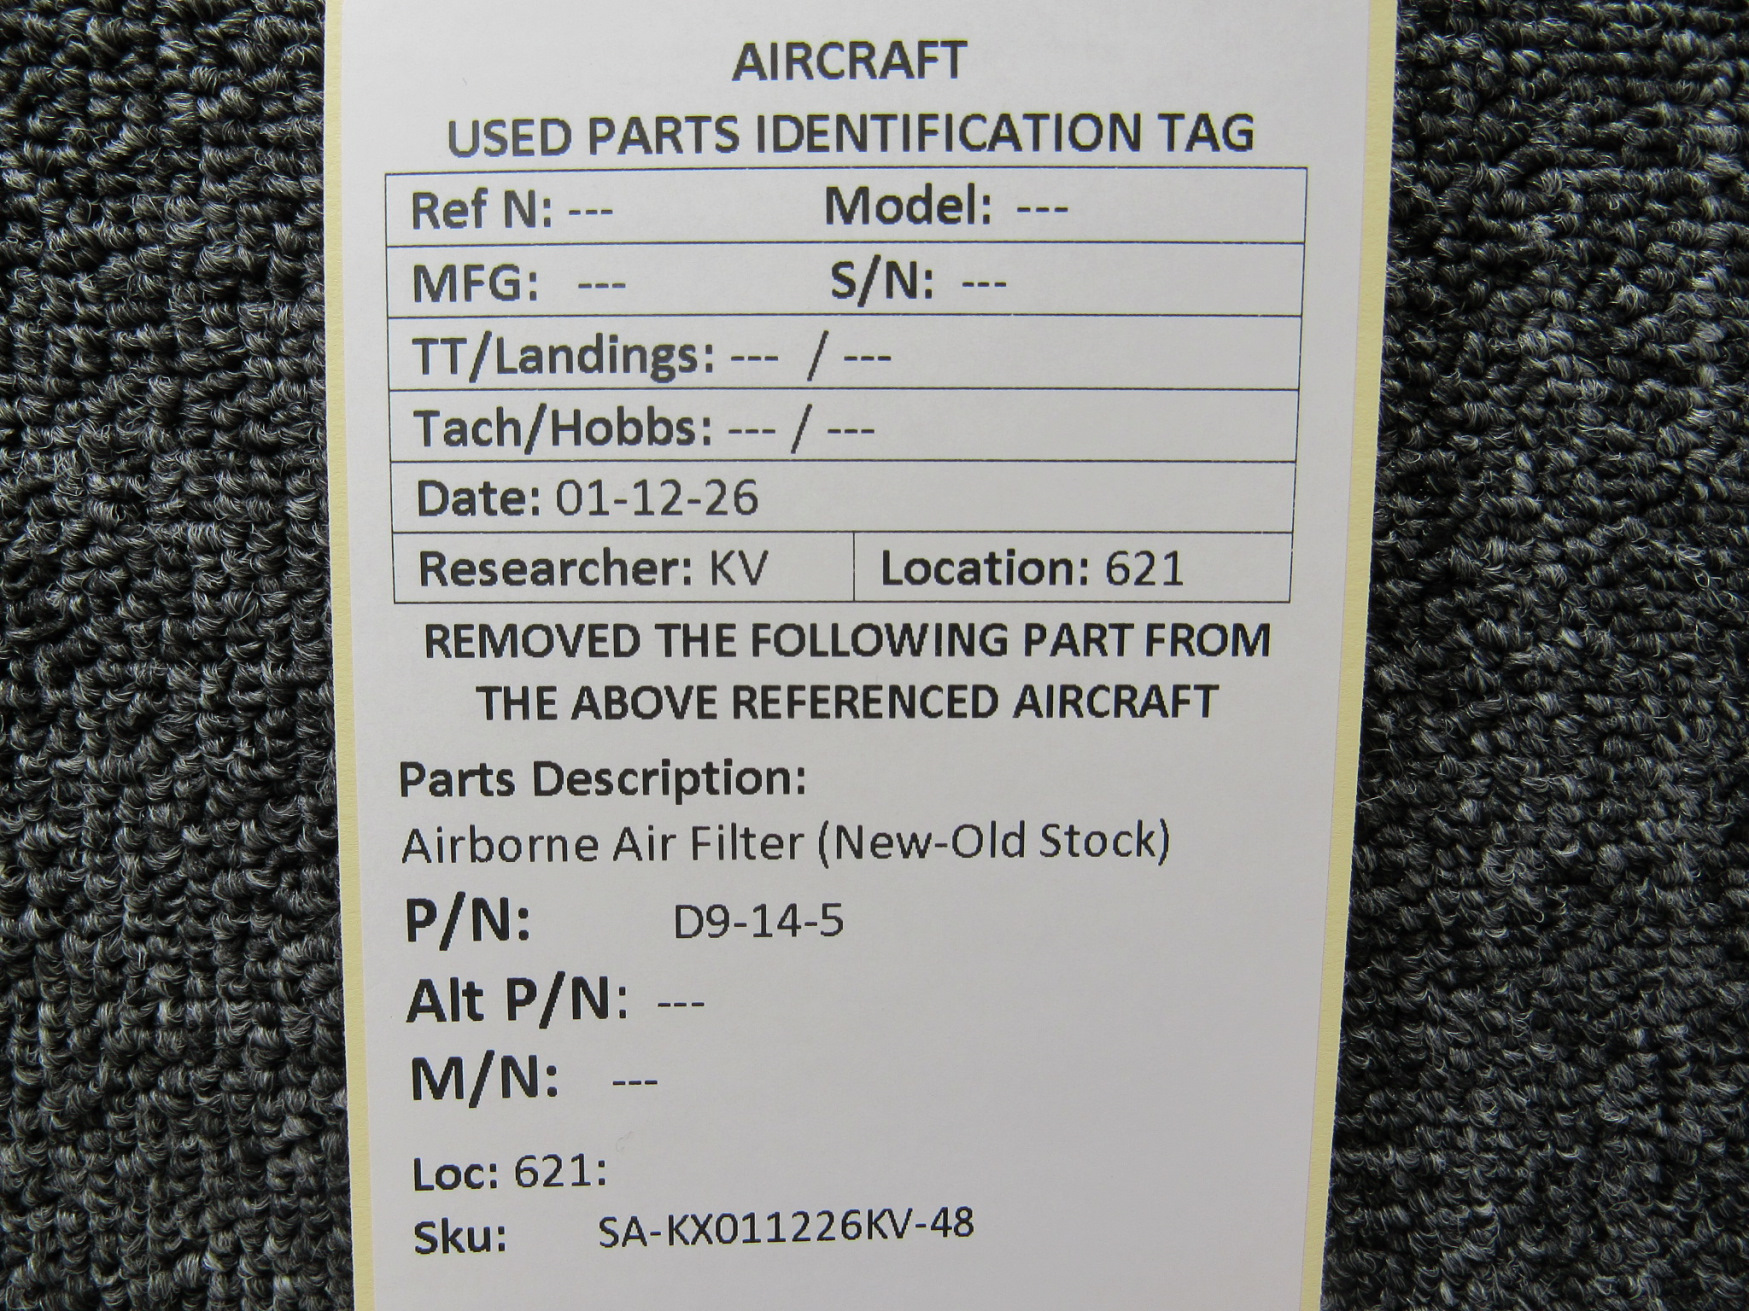 AIRCRAFT
USED PARTS IDENTIFICATION TAG
Ref N: --- Model: ---
MFG: --- S/N: ---
TT/Landings: --- / ---
Tach/Hobbs: --- / ---
Date: 01-12-26
Researcher: KV Location: 621
REMOVED THE FOLLOWING PART FROM
THE ABOVE REFERENCED AIRCRAFT
Parts Description:
Airborne Air Filter (New-Old Stock)
P/N: D9-14-5
Alt P/N: ---
M/N: ---
Loc: 621:
Sku: SA-KX011226KV-48